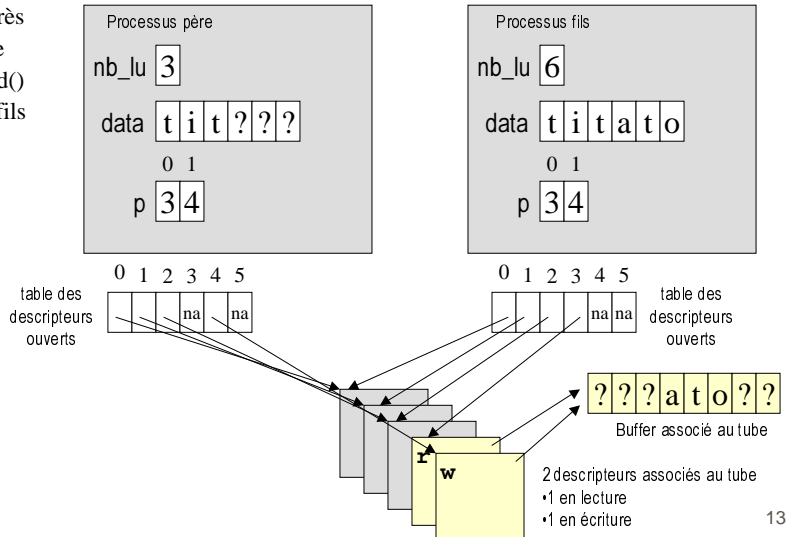 rès
e
d()
fils
Processus père
nb_lu 3
data t i t ? ? ?
0 1
p 3 4
Processus fils
nb_lu 6
data t i t a t o
0 1
p 3 4
0 1 2 3 4 5
na na
table des
descripteurs
ouverts
0 1 2 3 4 5
na na
table des
descripteurs
ouverts
? ? ? a t o ? ?
Buffer associé au tube
r
w
2 descripteurs associés au tube
•1 en lecture
•1 en écriture
13